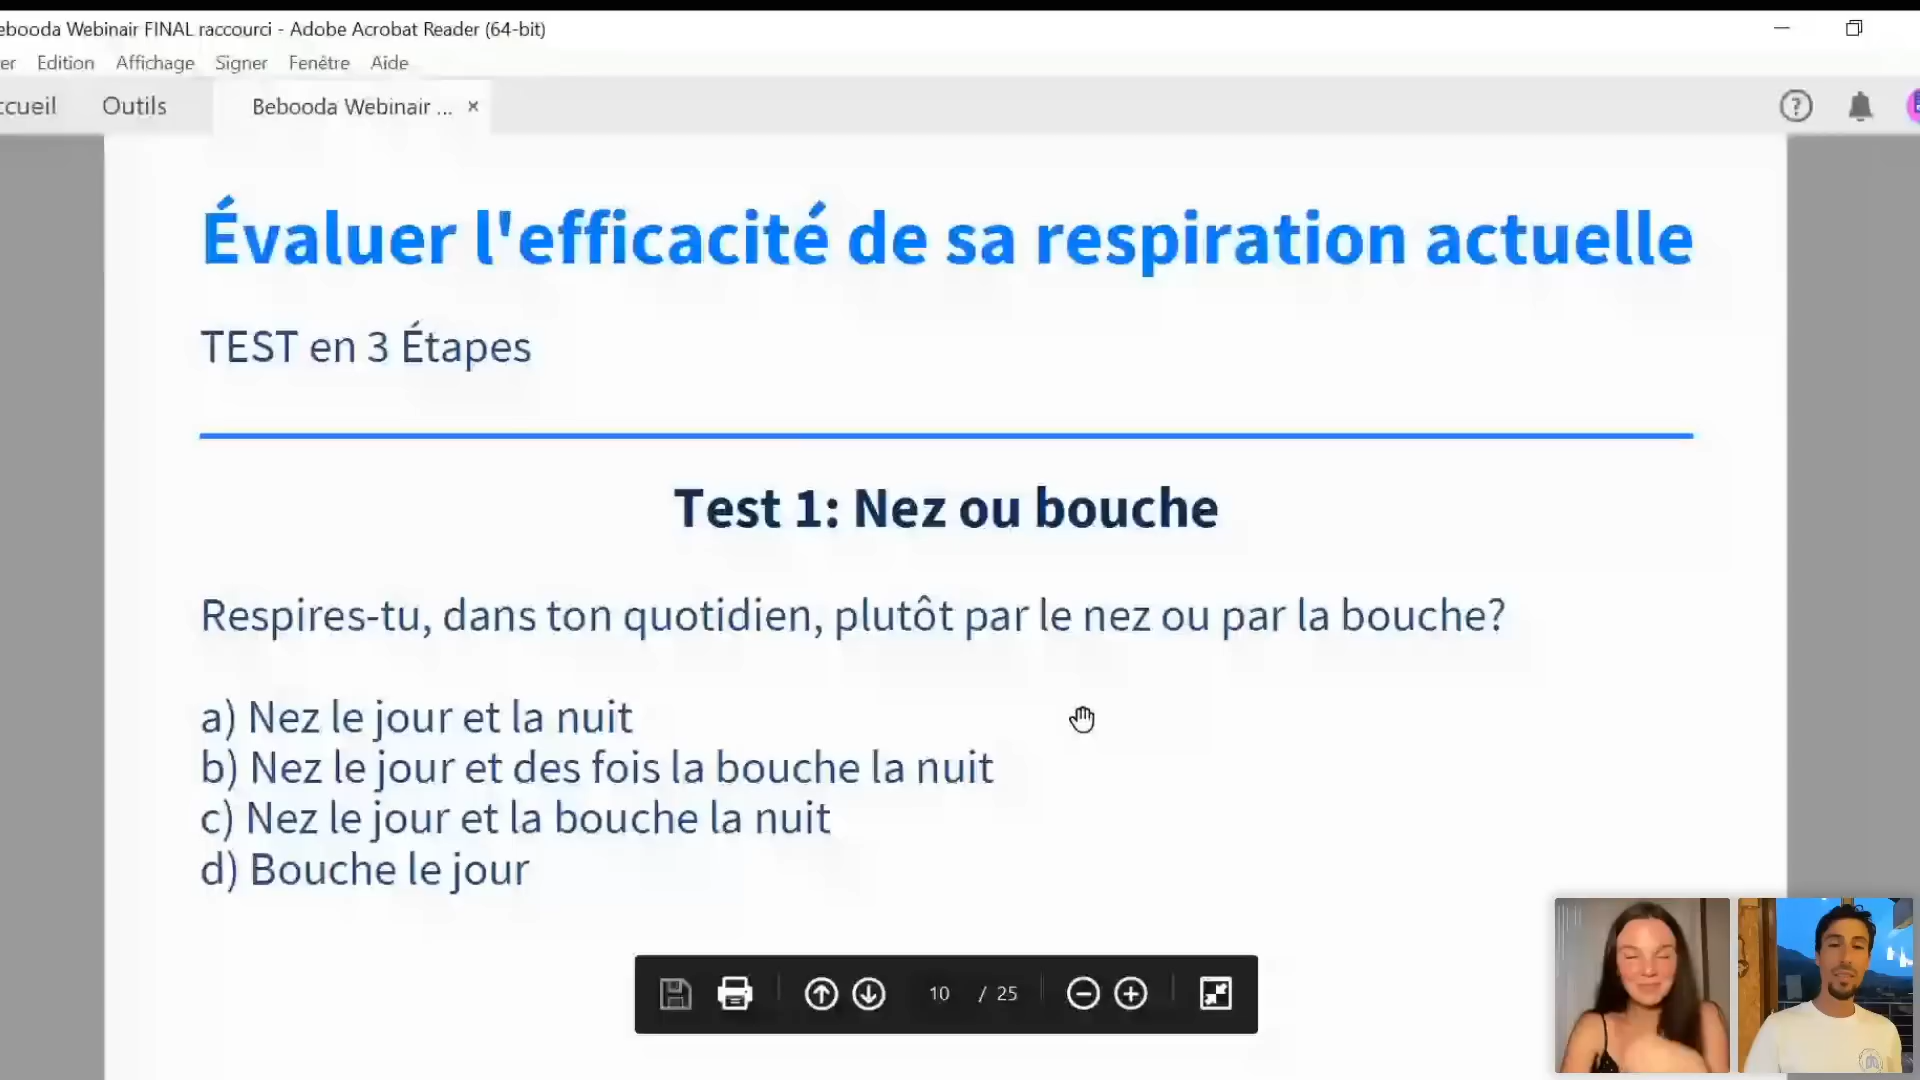 ebooda Webinair FINAL raccourci - Adobe Acrobat Reader (64-bit)
er Edition Affichage Signer Fenêtre Aide
ccueil Outils Bebooda Webinair ... ×
Évaluer l'efficacité de sa respiration actuelle
TEST en 3 Étapes
Test 1: Nez ou bouche
Respires-tu, dans ton quotidien, plutôt par le nez ou par la bouche?
a) Nez le jour et la nuit
b) Nez le jour et des fois la bouche la nuit
c) Nez le jour et la bouche la nuit
d) Bouche le jour
10 / 25